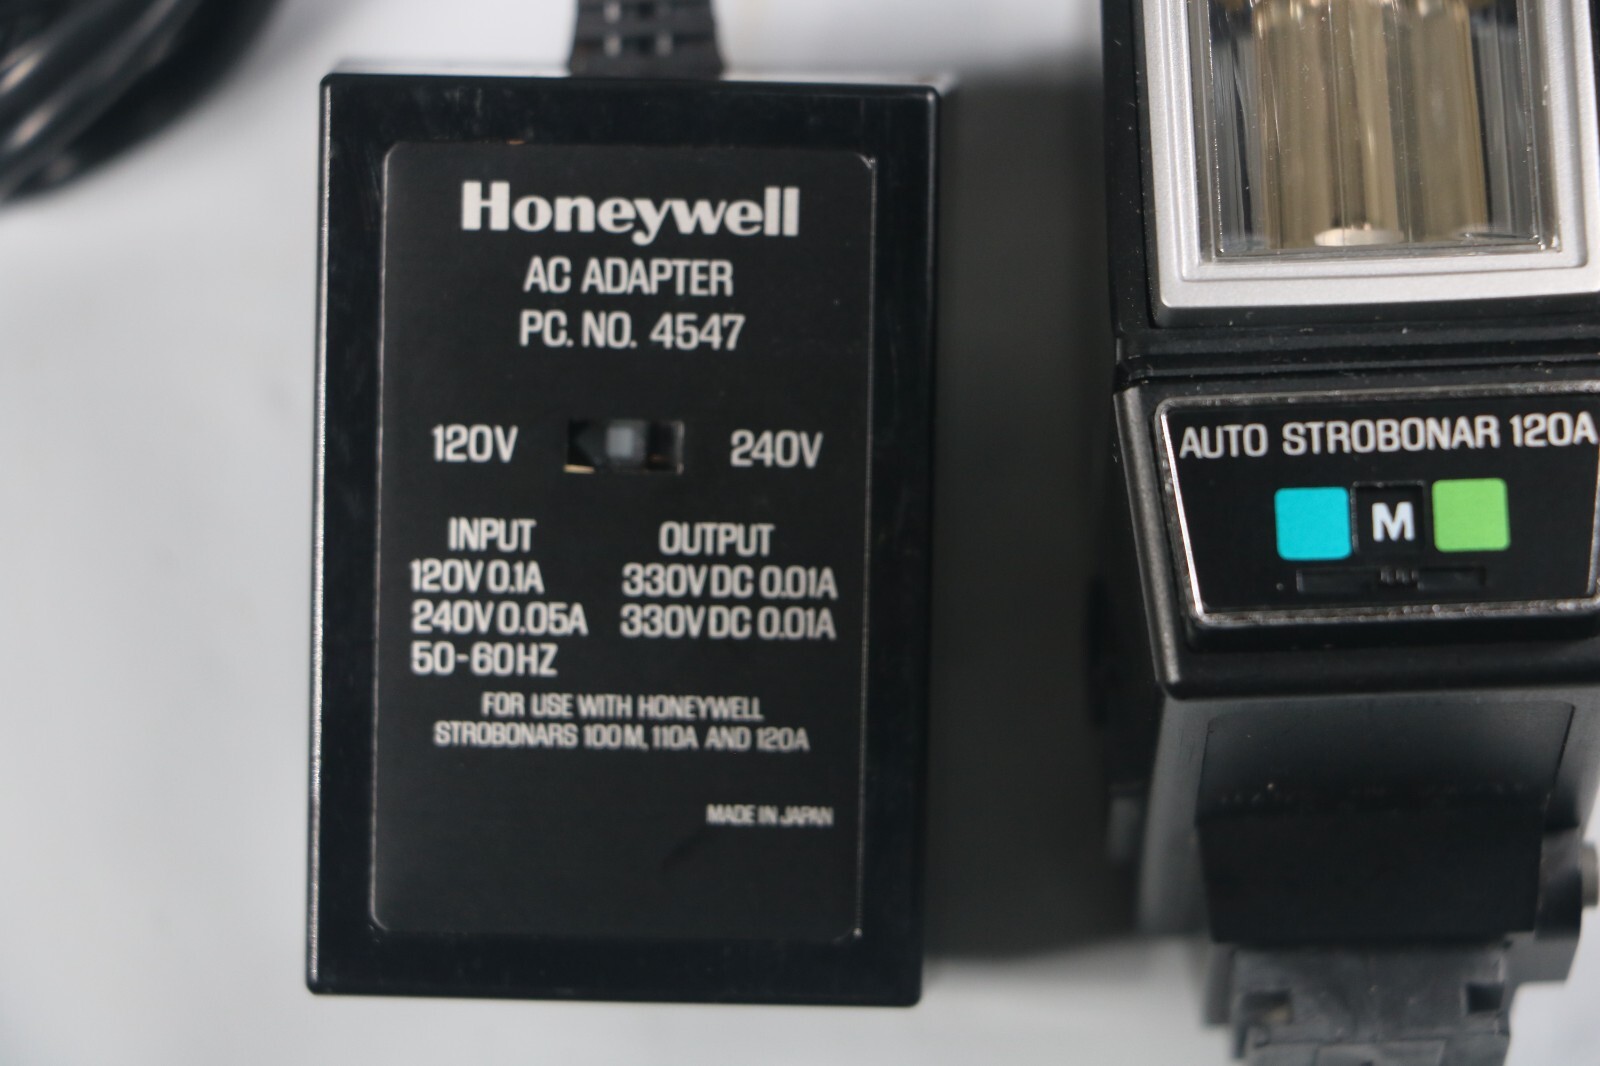 Honeywell
AC ADAPTER
PC. NO. 4547
120V 240V
INPUT OUTPUT
120V 0.1A 330V DC 0.01A
240V 0.05A 330V DC 0.01A
50-60HZ
FOR USE WITH HONEYWELL
STROBONARS 100M, 110A AND 120A
MADE IN JAPAN
AUTO STROBONAR 120A
M